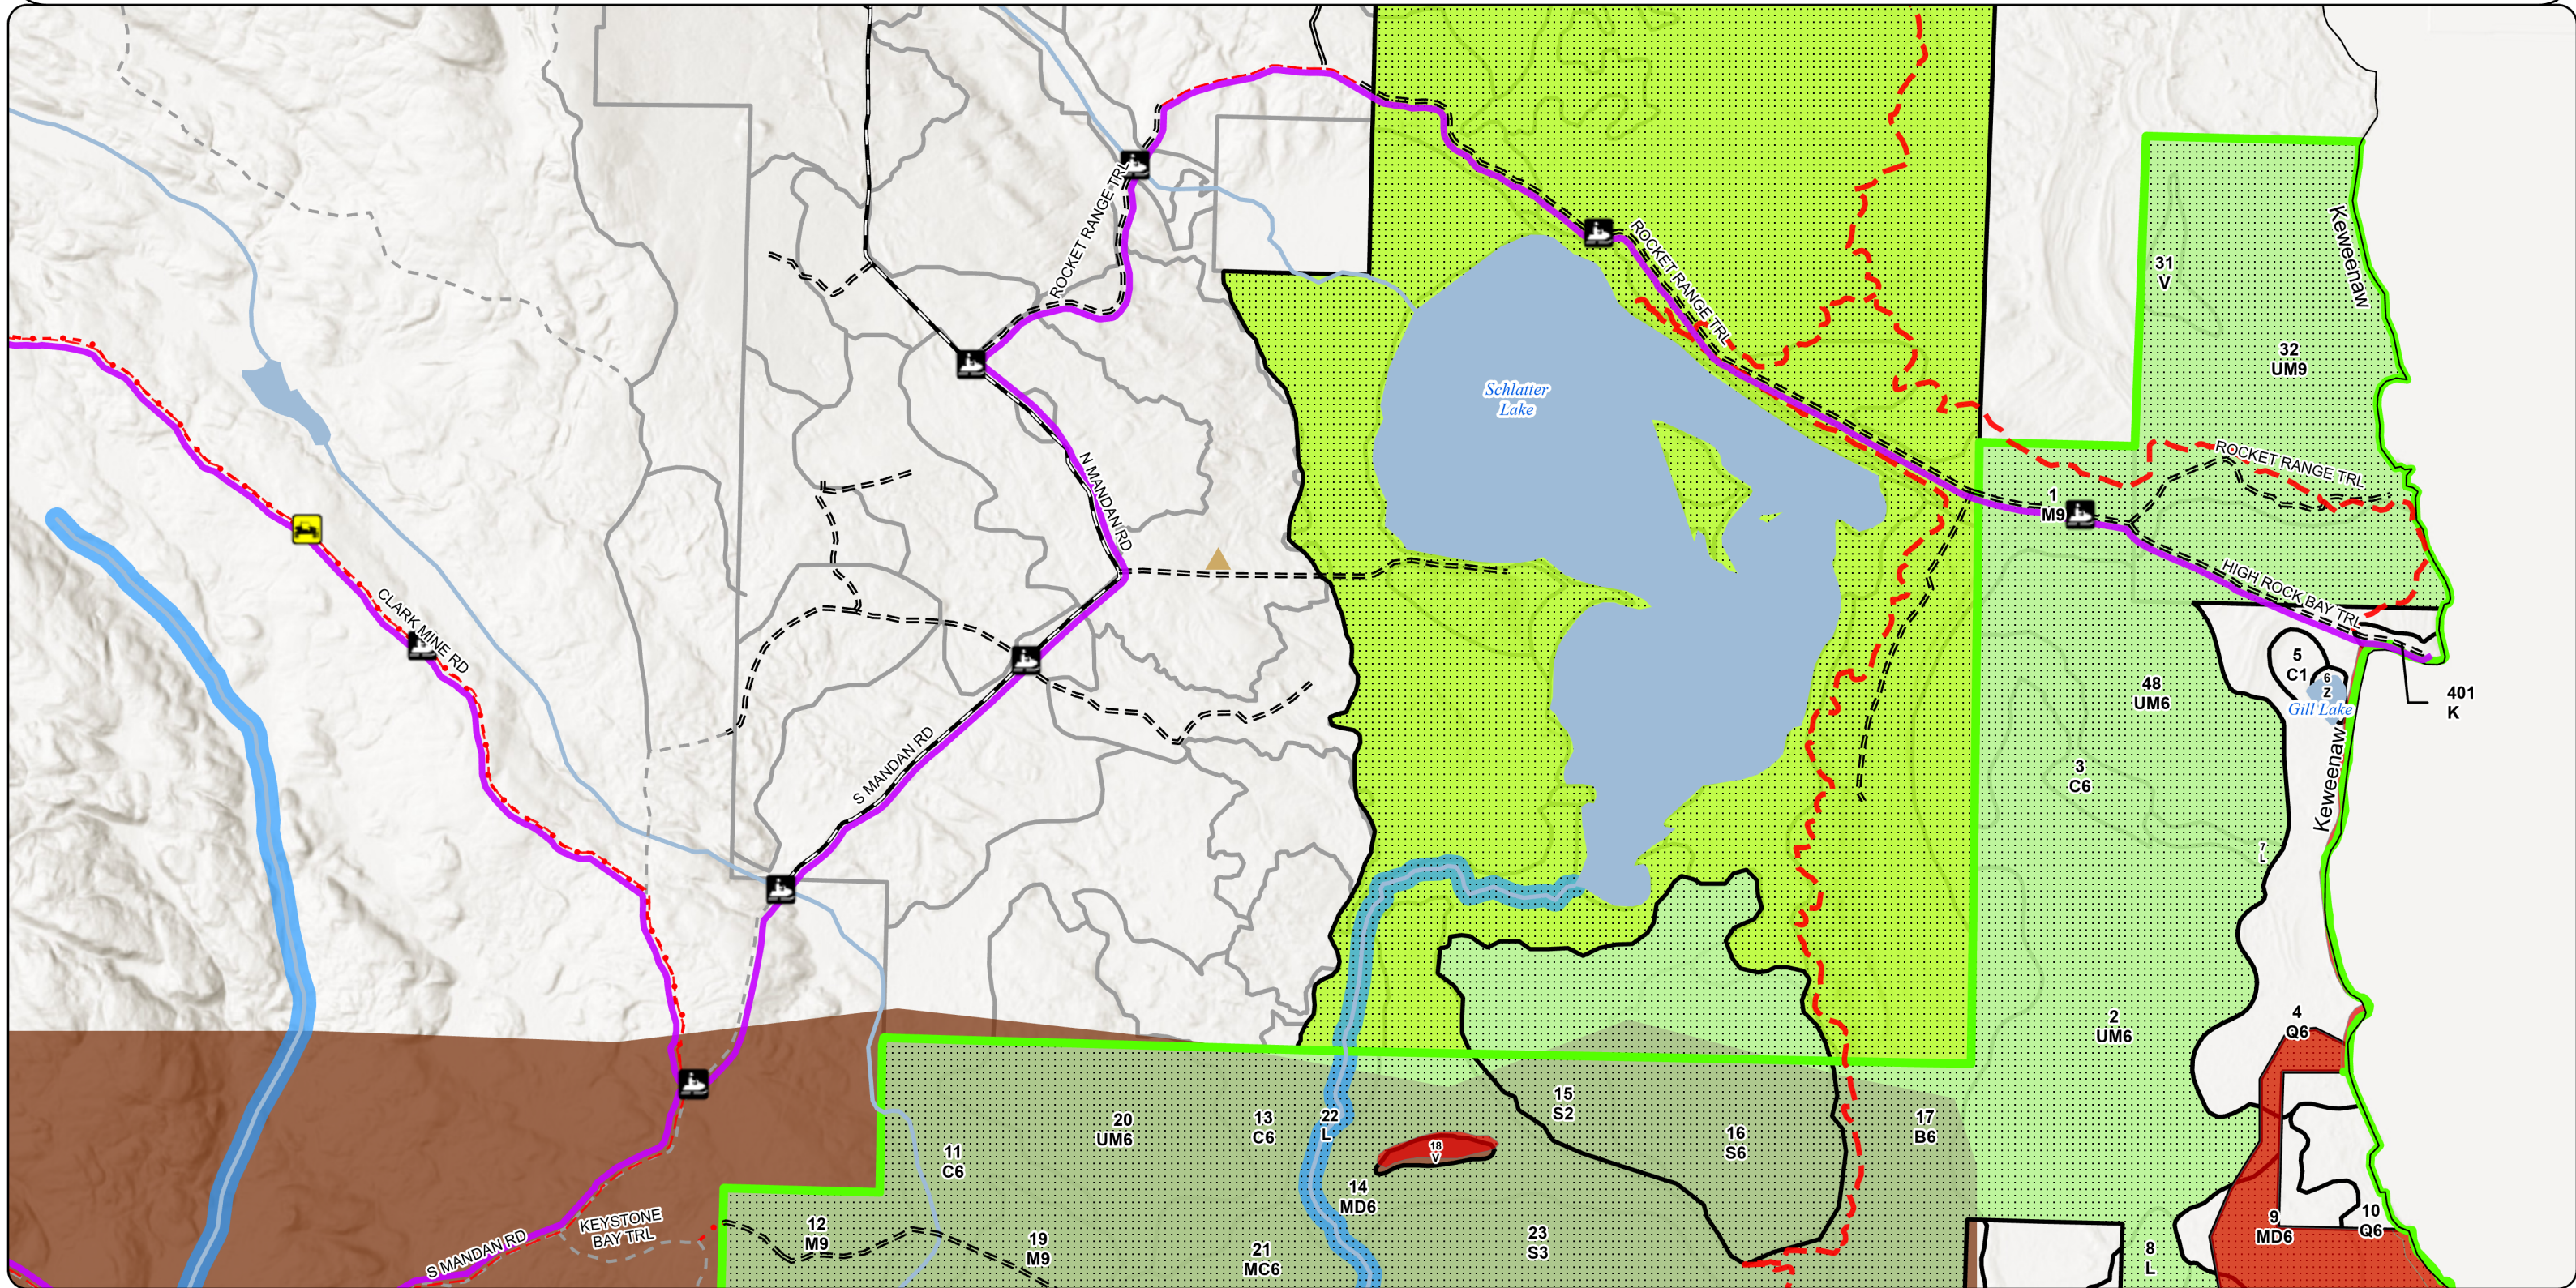 ROCKET RANGE TRL
ROCKET RANGE TRL
Keweenaw
31
V
32
UM9
Schlatter
Lake
N MANDAN RD
ROCKET RANGE TRL
1
M9
HIGH ROCK BAY TRL
CLARK MINE RD
5
C1
6
Z
Gill Lake
48
UM6
401
K
S MANDAN RD
3
C6
Keweenaw
7
L
4
Q6
2
UM6
15
S2
20
UM6
13
C6
22
L
17
B6
16
S6
18
V
11
C6
14
MD6
12
M9
KEYSTONE
BAY TRL
S MANDAN RD
19
M9
21
MC6
23
S3
9
MD6
10
Q6
8
L